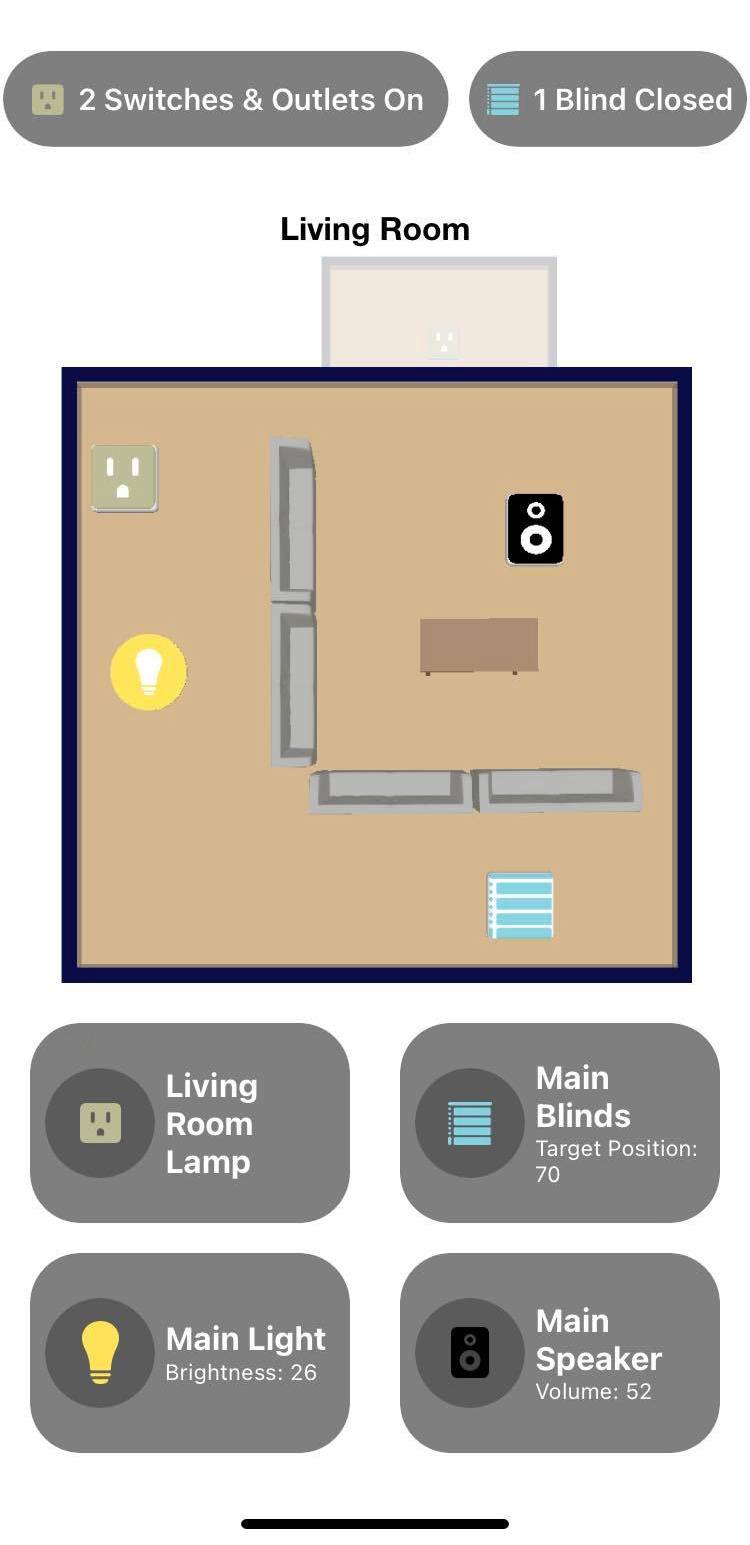 2 Switches & Outlets On
1 Blind Closed
Living Room
Living
Room
Lamp
Main
Blinds
Target Position:
70
Main Light
Brightness: 26
Main
Speaker
Volume: 52